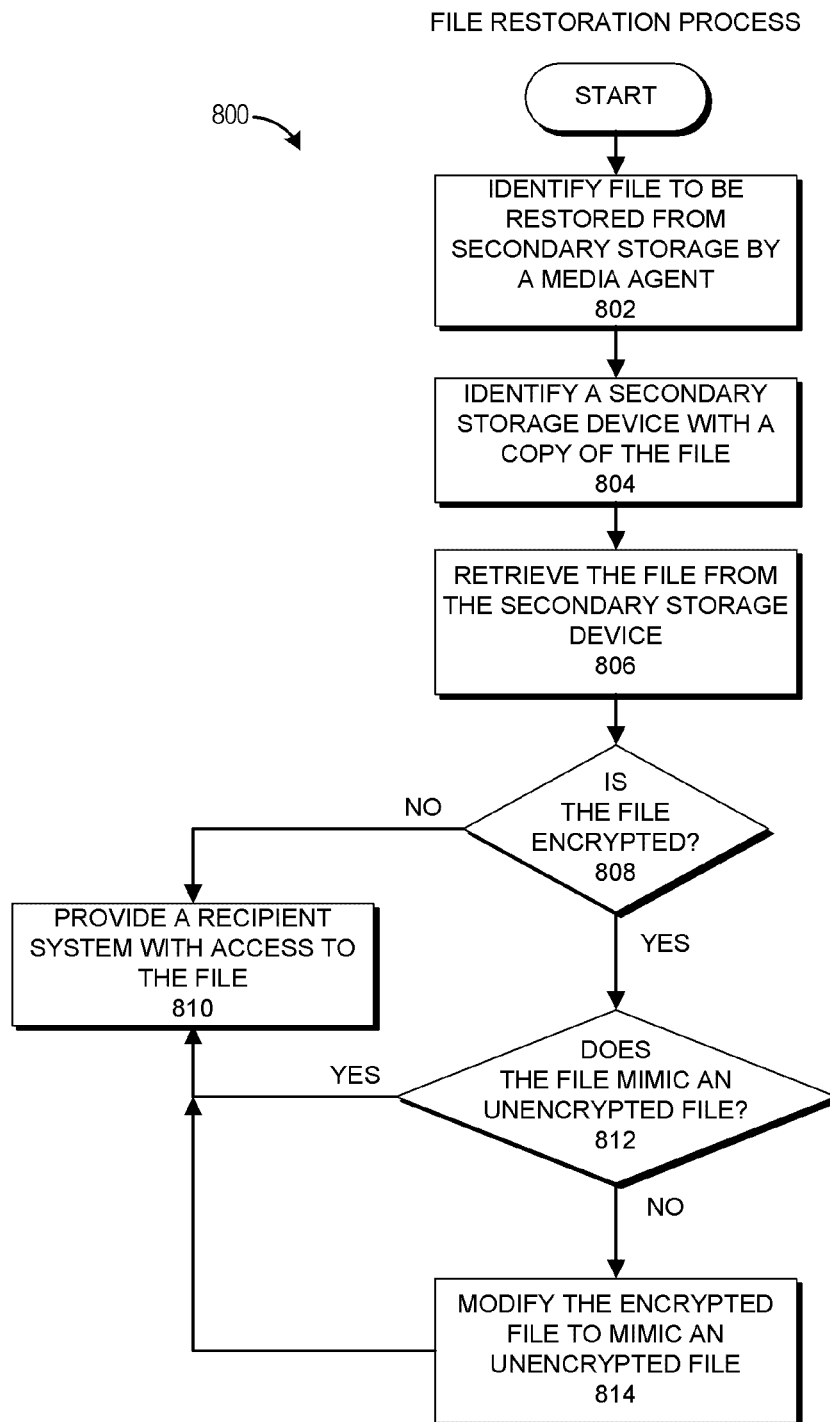 FILE RESTORATION PROCESS
START
800
IDENTIFY FILE TO BE
RESTORED FROM
SECONDARY STORAGE BY
A MEDIA AGENT
802
IDENTIFY A SECONDARY
STORAGE DEVICE WITH A
COPY OF THE FILE
804
RETRIEVE THE FILE FROM
THE SECONDARY STORAGE
DEVICE
806
IS
THE FILE
ENCRYPTED?
808
NO
YES
PROVIDE A RECIPIENT
SYSTEM WITH ACCESS TO
THE FILE
810
DOES
THE FILE MIMIC AN
UNENCRYPTED FILE?
812
YES
NO
MODIFY THE ENCRYPTED
FILE TO MIMIC AN
UNENCRYPTED FILE
814